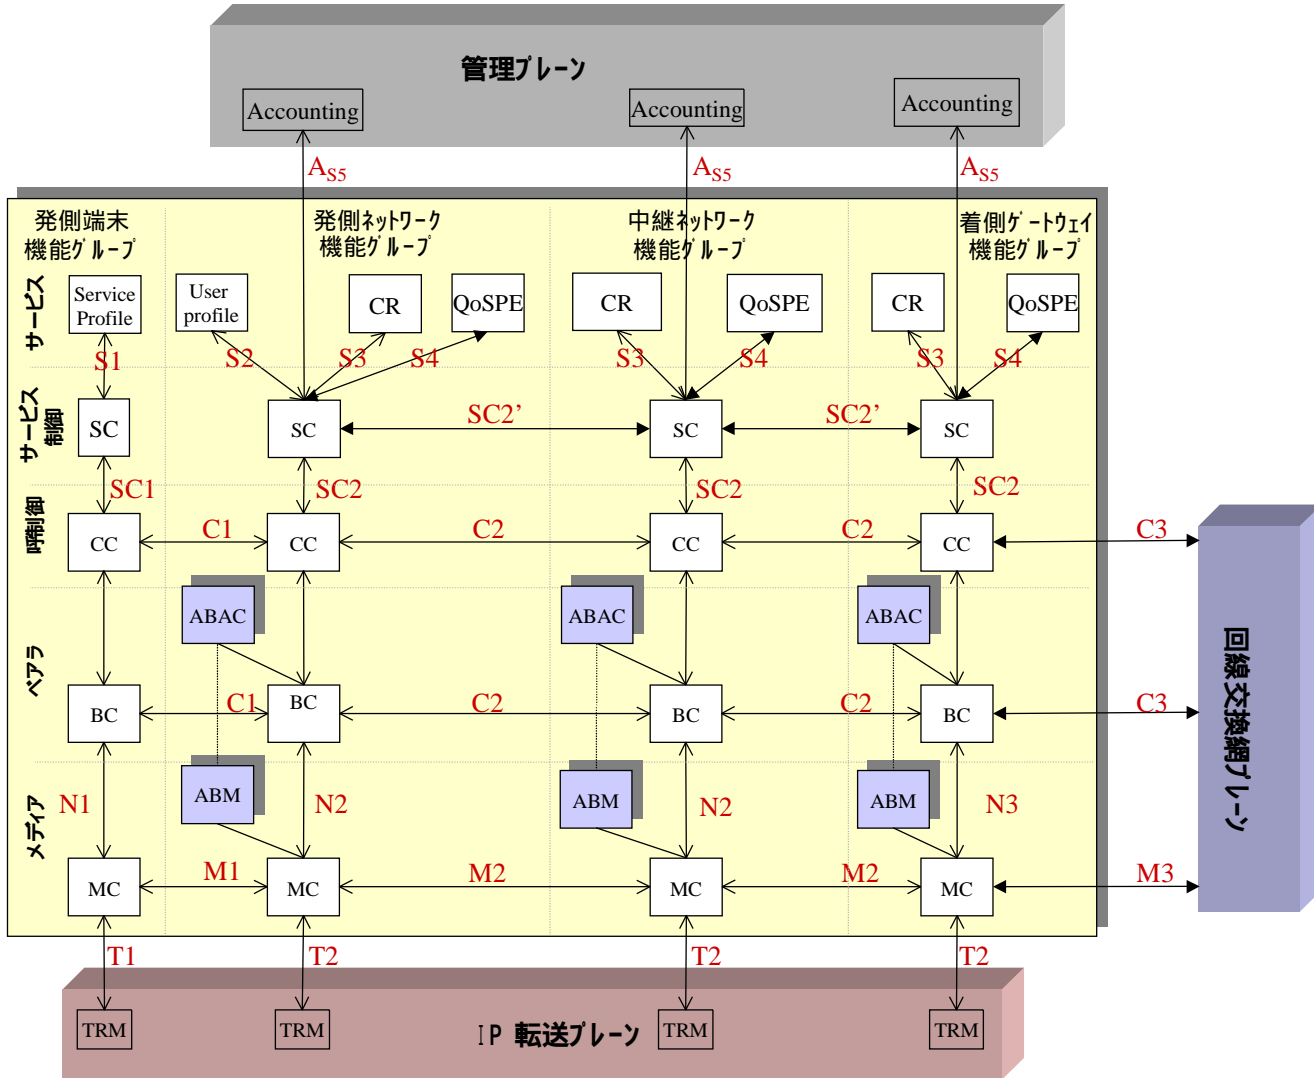 管理プレーン
Accounting
Accounting
Accounting
AS5
AS5
AS5
発側端末
機能グループ
発側ネットワーク
機能グループ
中継ネットワーク
機能グループ
着側ゲートウェイ
機能グループ
サービス
Service
Profile
User
profile
CR
QoSPE
CR
QoSPE
CR
QoSPE
S1
S2
S3
S4
S3
S4
S3
S4
サービス
制御
SC
SC
SC2’
SC
SC2’
SC
SC1
SC2
SC2
SC2
呼制御
CC
C1
CC
C2
CC
C2
CC
C3
ベアラ
ABAC
ABAC
ABAC
BC
C1
BC
C2
BC
C2
BC
C3
回線交換網プレーン
メディア
N1
ABM
N2
ABM
N2
ABM
N3
MC
M1
MC
M2
MC
M2
MC
M3
T1
T2
T2
T2
TRM
TRM
IP 転送プレーン
TRM
TRM